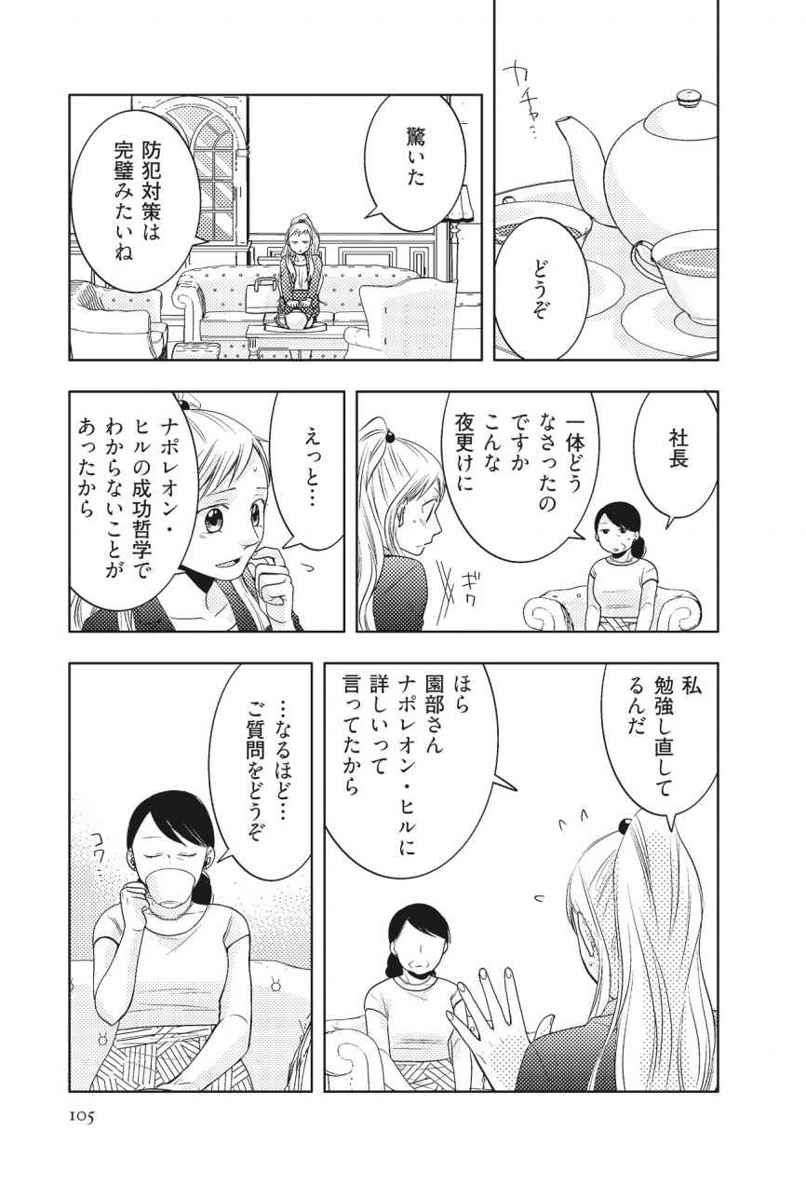 カチャ…
どうぞ
驚いた
防犯対策は
完璧みたいね
社長
一体どう
なさったの
ですか
こんな
夜更けに
ギク
えっと…
ナポレオン・
ヒルの成功哲学で
わからないことが
あったから
私
勉強し直して
るんだ
ほら
園部さん
ナポレオン・ヒルに
詳しいって
言ってたから
…なるほど…
ご質問をどうぞ
コク…
105